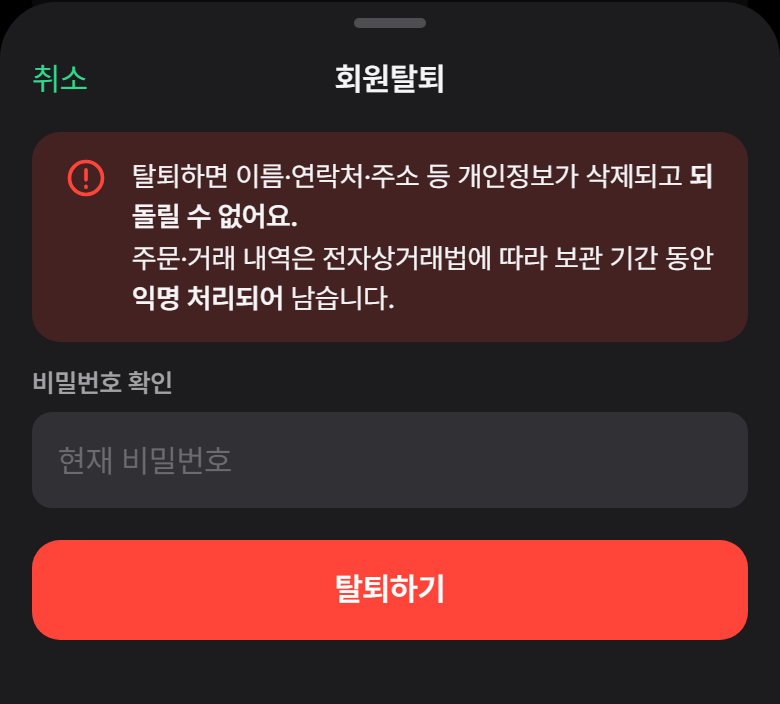 취소
회원탈퇴
탈퇴하면 이름·연락처·주소 등 개인정보가 삭제되고 되
돌릴 수 없어요.
주문·거래 내역은 전자상거래법에 따라 보관 기간 동안
익명 처리되어 남습니다.
비밀번호 확인
현재 비밀번호
탈퇴하기